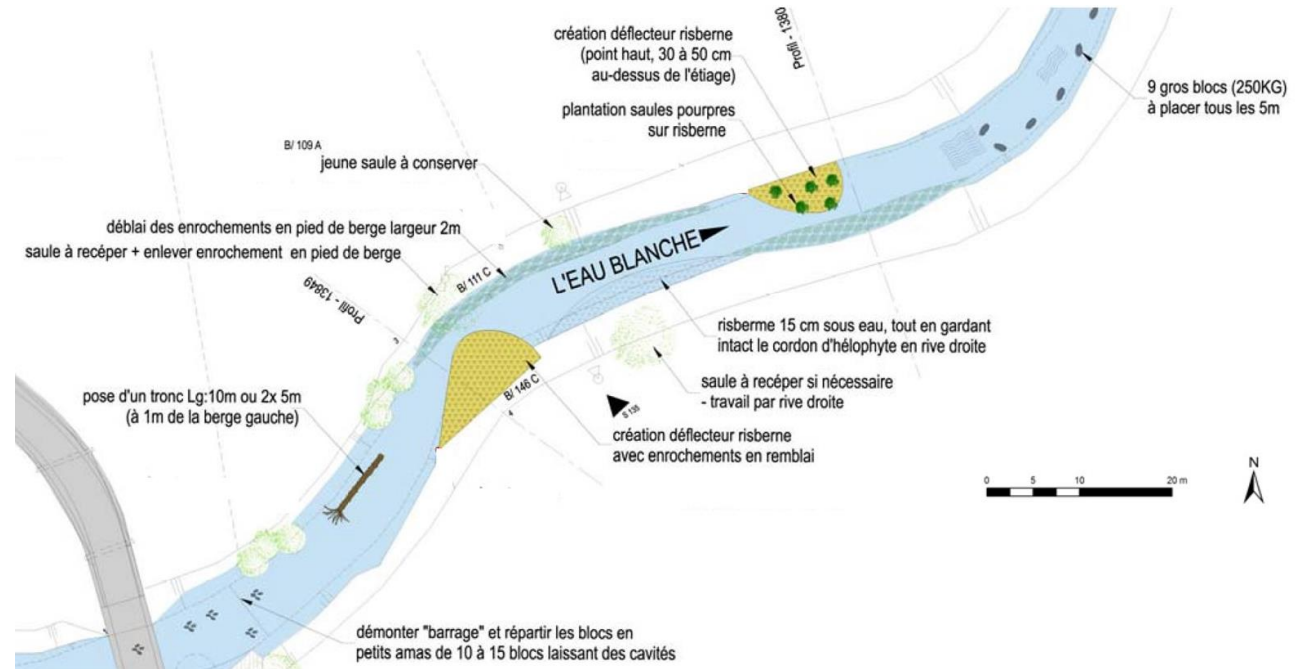 création déflecteur risberne
(point haut, 30 à 50 cm
au-dessus de l'étiage)
Profil - 1380
9 gros blocs (250KG)
à placer tous les 5m
plantation saules pourpres
sur risberne
B/ 109 A
jeune saule à conserver
déblai des enrochements en pied de berge largeur 2m
saule à recéper + enlever enrochement en pied de berge
B/ 111 C
L'EAU BLANCHE
Profil - 13849
3
risberme 15 cm sous eau, tout en gardant
intact le cordon d'hélophyte en rive droite
pose d'un tronc Lg:10m ou 2x 5m
(à 1m de la berge gauche)
B/ 146 C
4
saule à recéper si nécessaire
- travail par rive droite
S 135
création déflecteur risberne
avec enrochements en remblai
N
0 5 10 20 m
démonter "barrage" et répartir les blocs en
petits amas de 10 à 15 blocs laissant des cavités